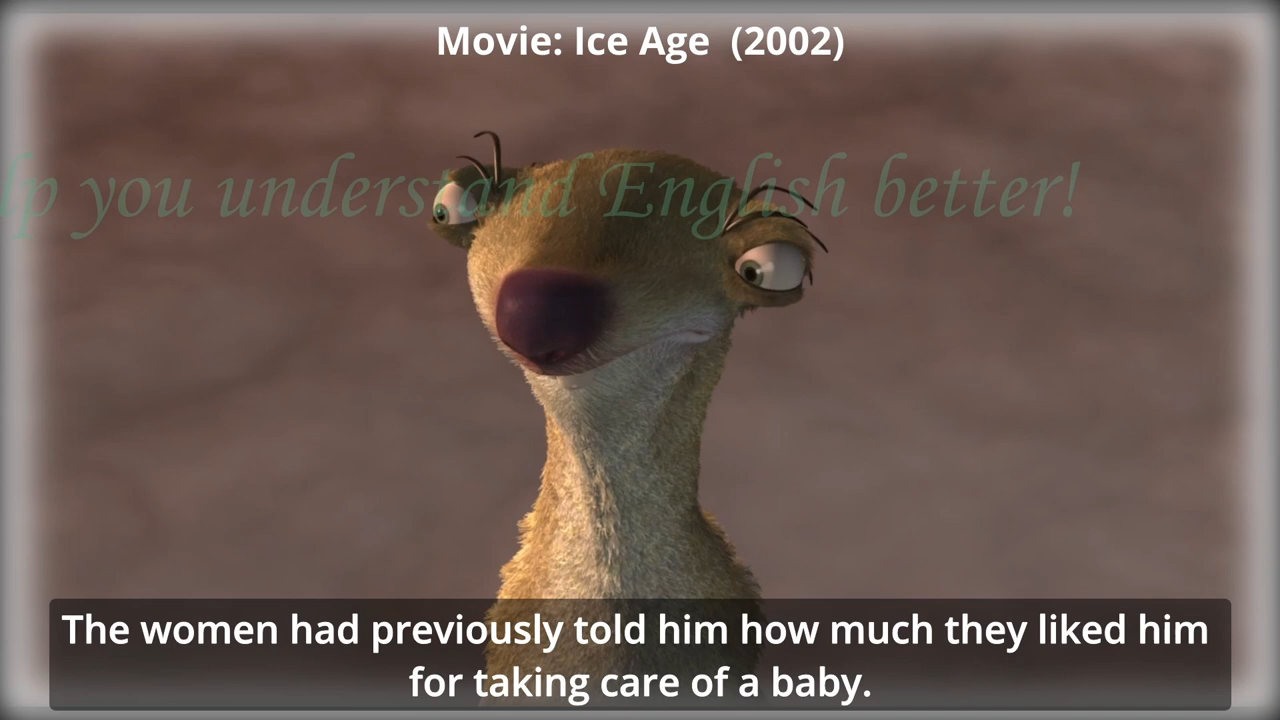 Movie: Ice Age (2002)
lp you understand English better!
The women had previously told him how much they liked him
for taking care of a baby.